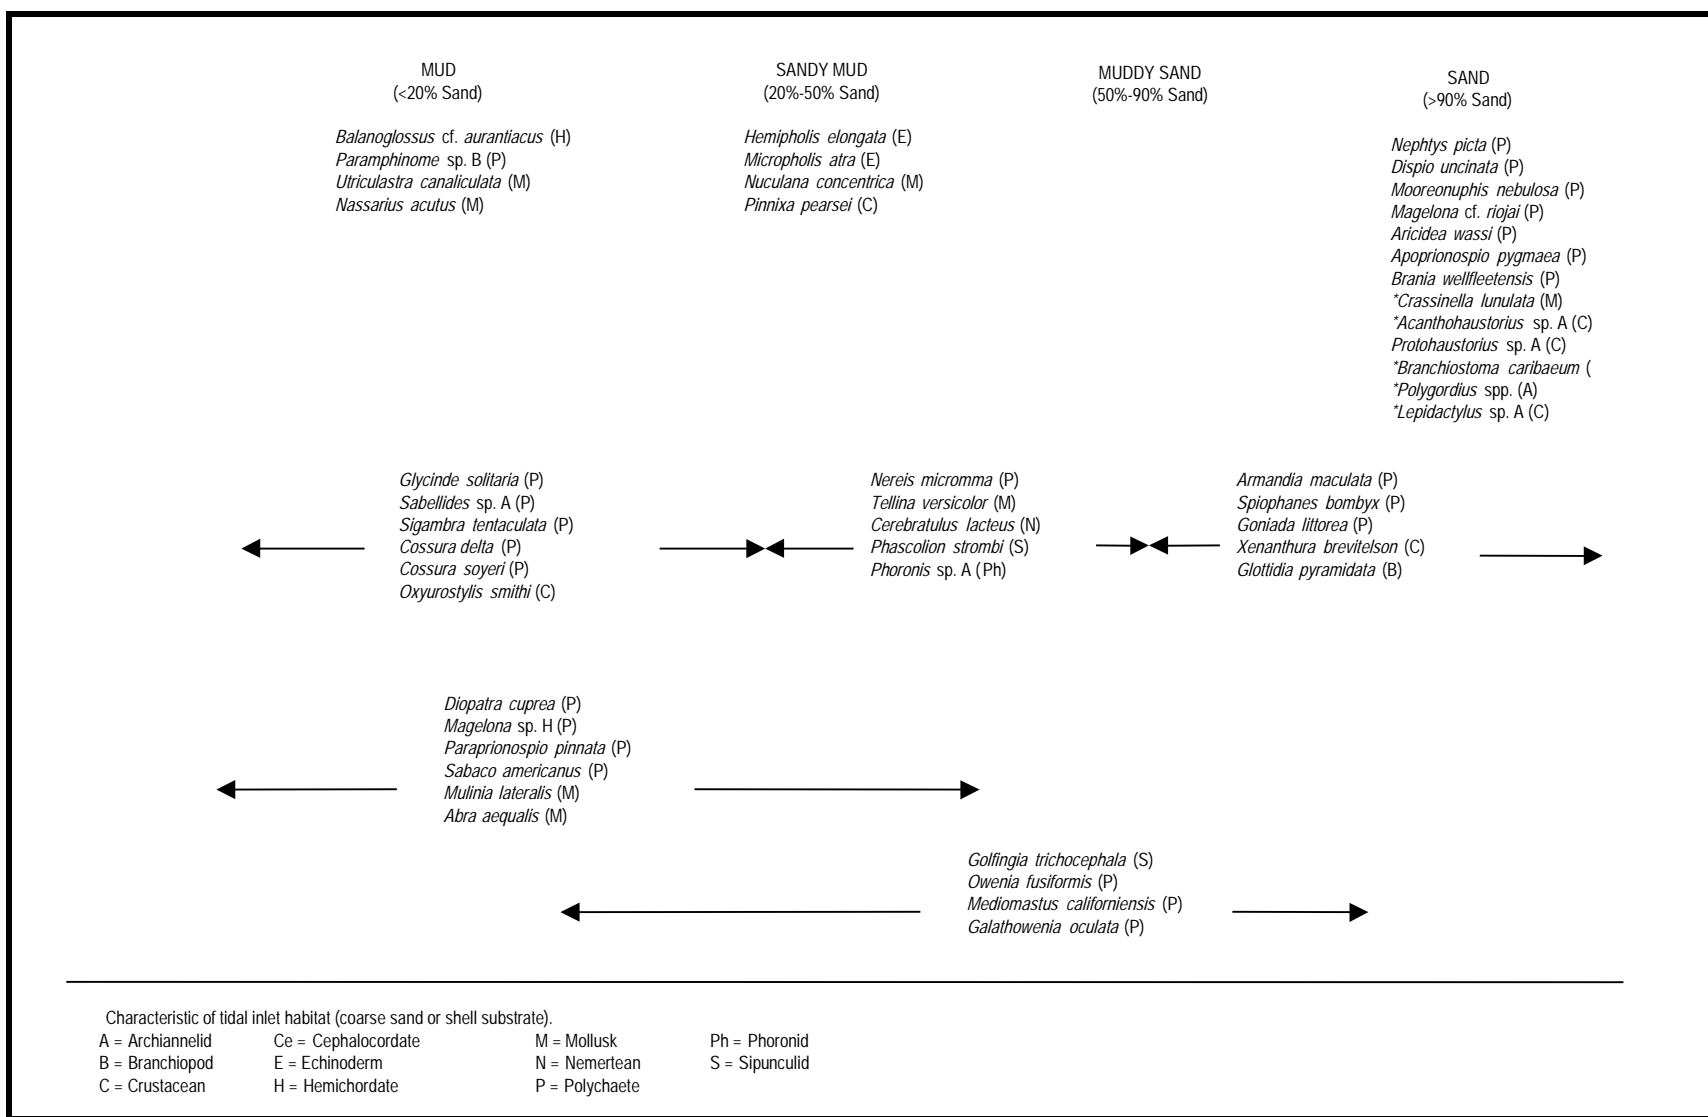 MUD
(<20% Sand)
SANDY MUD
(20%-50% Sand)
MUDDY SAND
(50%-90% Sand)
SAND
(>90% Sand)
Balanoglossus cf. aurantiacus (H)
Paramphinome sp. B (P)
Utriculastra canaliculata (M)
Nassarius acutus (M)
Hemipholis elongata (E)
Micropholis atra (E)
Nuculana concentrica (M)
Pinnixa pearsei (C)
Nephtys picta (P)
Dispio uncinata (P)
Mooreonuphis nebulosa (P)
Magelona cf. riojai (P)
Aricidea wassi (P)
Apoprionospio pygmaea (P)
Brania wellfleetensis (P)
*Crassinella lunulata (M)
*Acanthohaustorius sp. A (C)
Protohaustorius sp. A (C)
*Branchiostoma caribaeum (
*Polygordius spp. (A)
*Lepidactylus sp. A (C)
Glycinde solitaria (P)
Sabellides sp. A (P)
Sigambra tentaculata (P)
Cossura delta (P)
Cossura soyeri (P)
Oxyurostylis smithi (C)
Nereis micromma (P)
Tellina versicolor (M)
Cerebratulus lacteus (N)
Phascolion strombi (S)
Phoronis sp. A (Ph)
Armandia maculata (P)
Spiophanes bombyx (P)
Goniada littorea (P)
Xenanthura brevitelson (C)
Glottidia pyramidata (B)
Diopatra cuprea (P)
Magelona sp. H (P)
Paraprionospio pinnata (P)
Sabaco americanus (P)
Mulinia lateralis (M)
Abra aequalis (M)
Golfingia trichocephala (S)
Owenia fusiformis (P)
Mediomastus californiensis (P)
Galathowenia oculata (P)
Characteristic of tidal inlet habitat (coarse sand or shell substrate).
A = Archiannelid
B = Branchiopod
C = Crustacean
Ce = Cephalocordate
E = Echinoderm
H = Hemichordate
M = Mollusk
N = Nemertean
P = Polychaete
Ph = Phoronid
S = Sipunculid